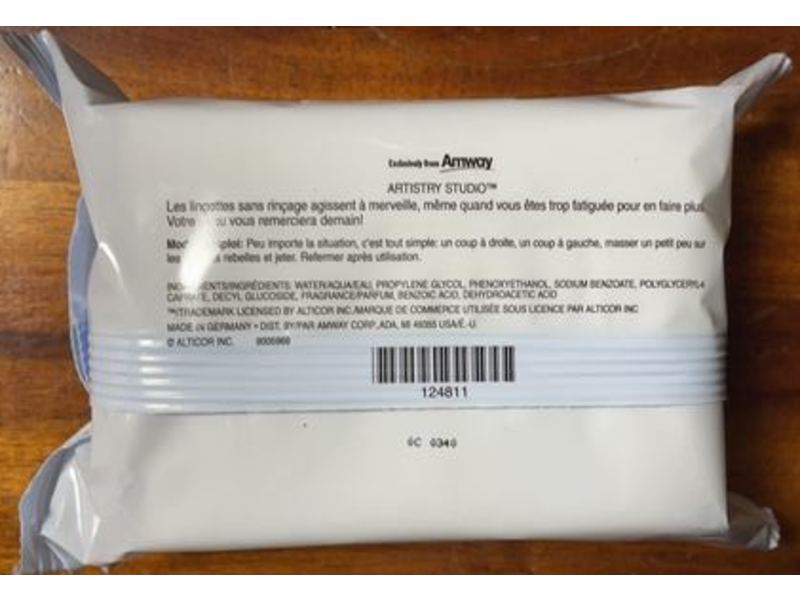 Exclusively from Amway
ARTISTRY STUDIO™
Les lingettes sans rinçage agissent à merveille, même quand vous êtes trop fatiguée pour en faire plus.
Votre vous remerciera demain!
Peu importe la situation, c'est tout simple: un coup à droite, un coup à gauche, masser un petit peu sur
les rebelles et jeter. Refermer après utilisation.
INGREDIENTS/INGRÉDIENTS: WATER/AQUA/EAU, PROPYLENE GLYCOL, PHENOXYETHANOL, SODIUM BENZOATE, POLYGLYCERYL-4
CAPRATE, DECYL GLUCOSIDE, FRAGRANCE/PARFUM, BENZOIC ACID, DEHYDROACETIC ACID
™/TRADEMARK LICENSED BY ALTICOR INC./MARQUE DE COMMERCE UTILISÉE SOUS LICENCE PAR ALTICOR INC
MADE IN GERMANY • DIST. BY/PAR AMWAY CORP., ADA, MI 49355 USA/É.-U.
© ALTICOR INC.
124811
0C 0340